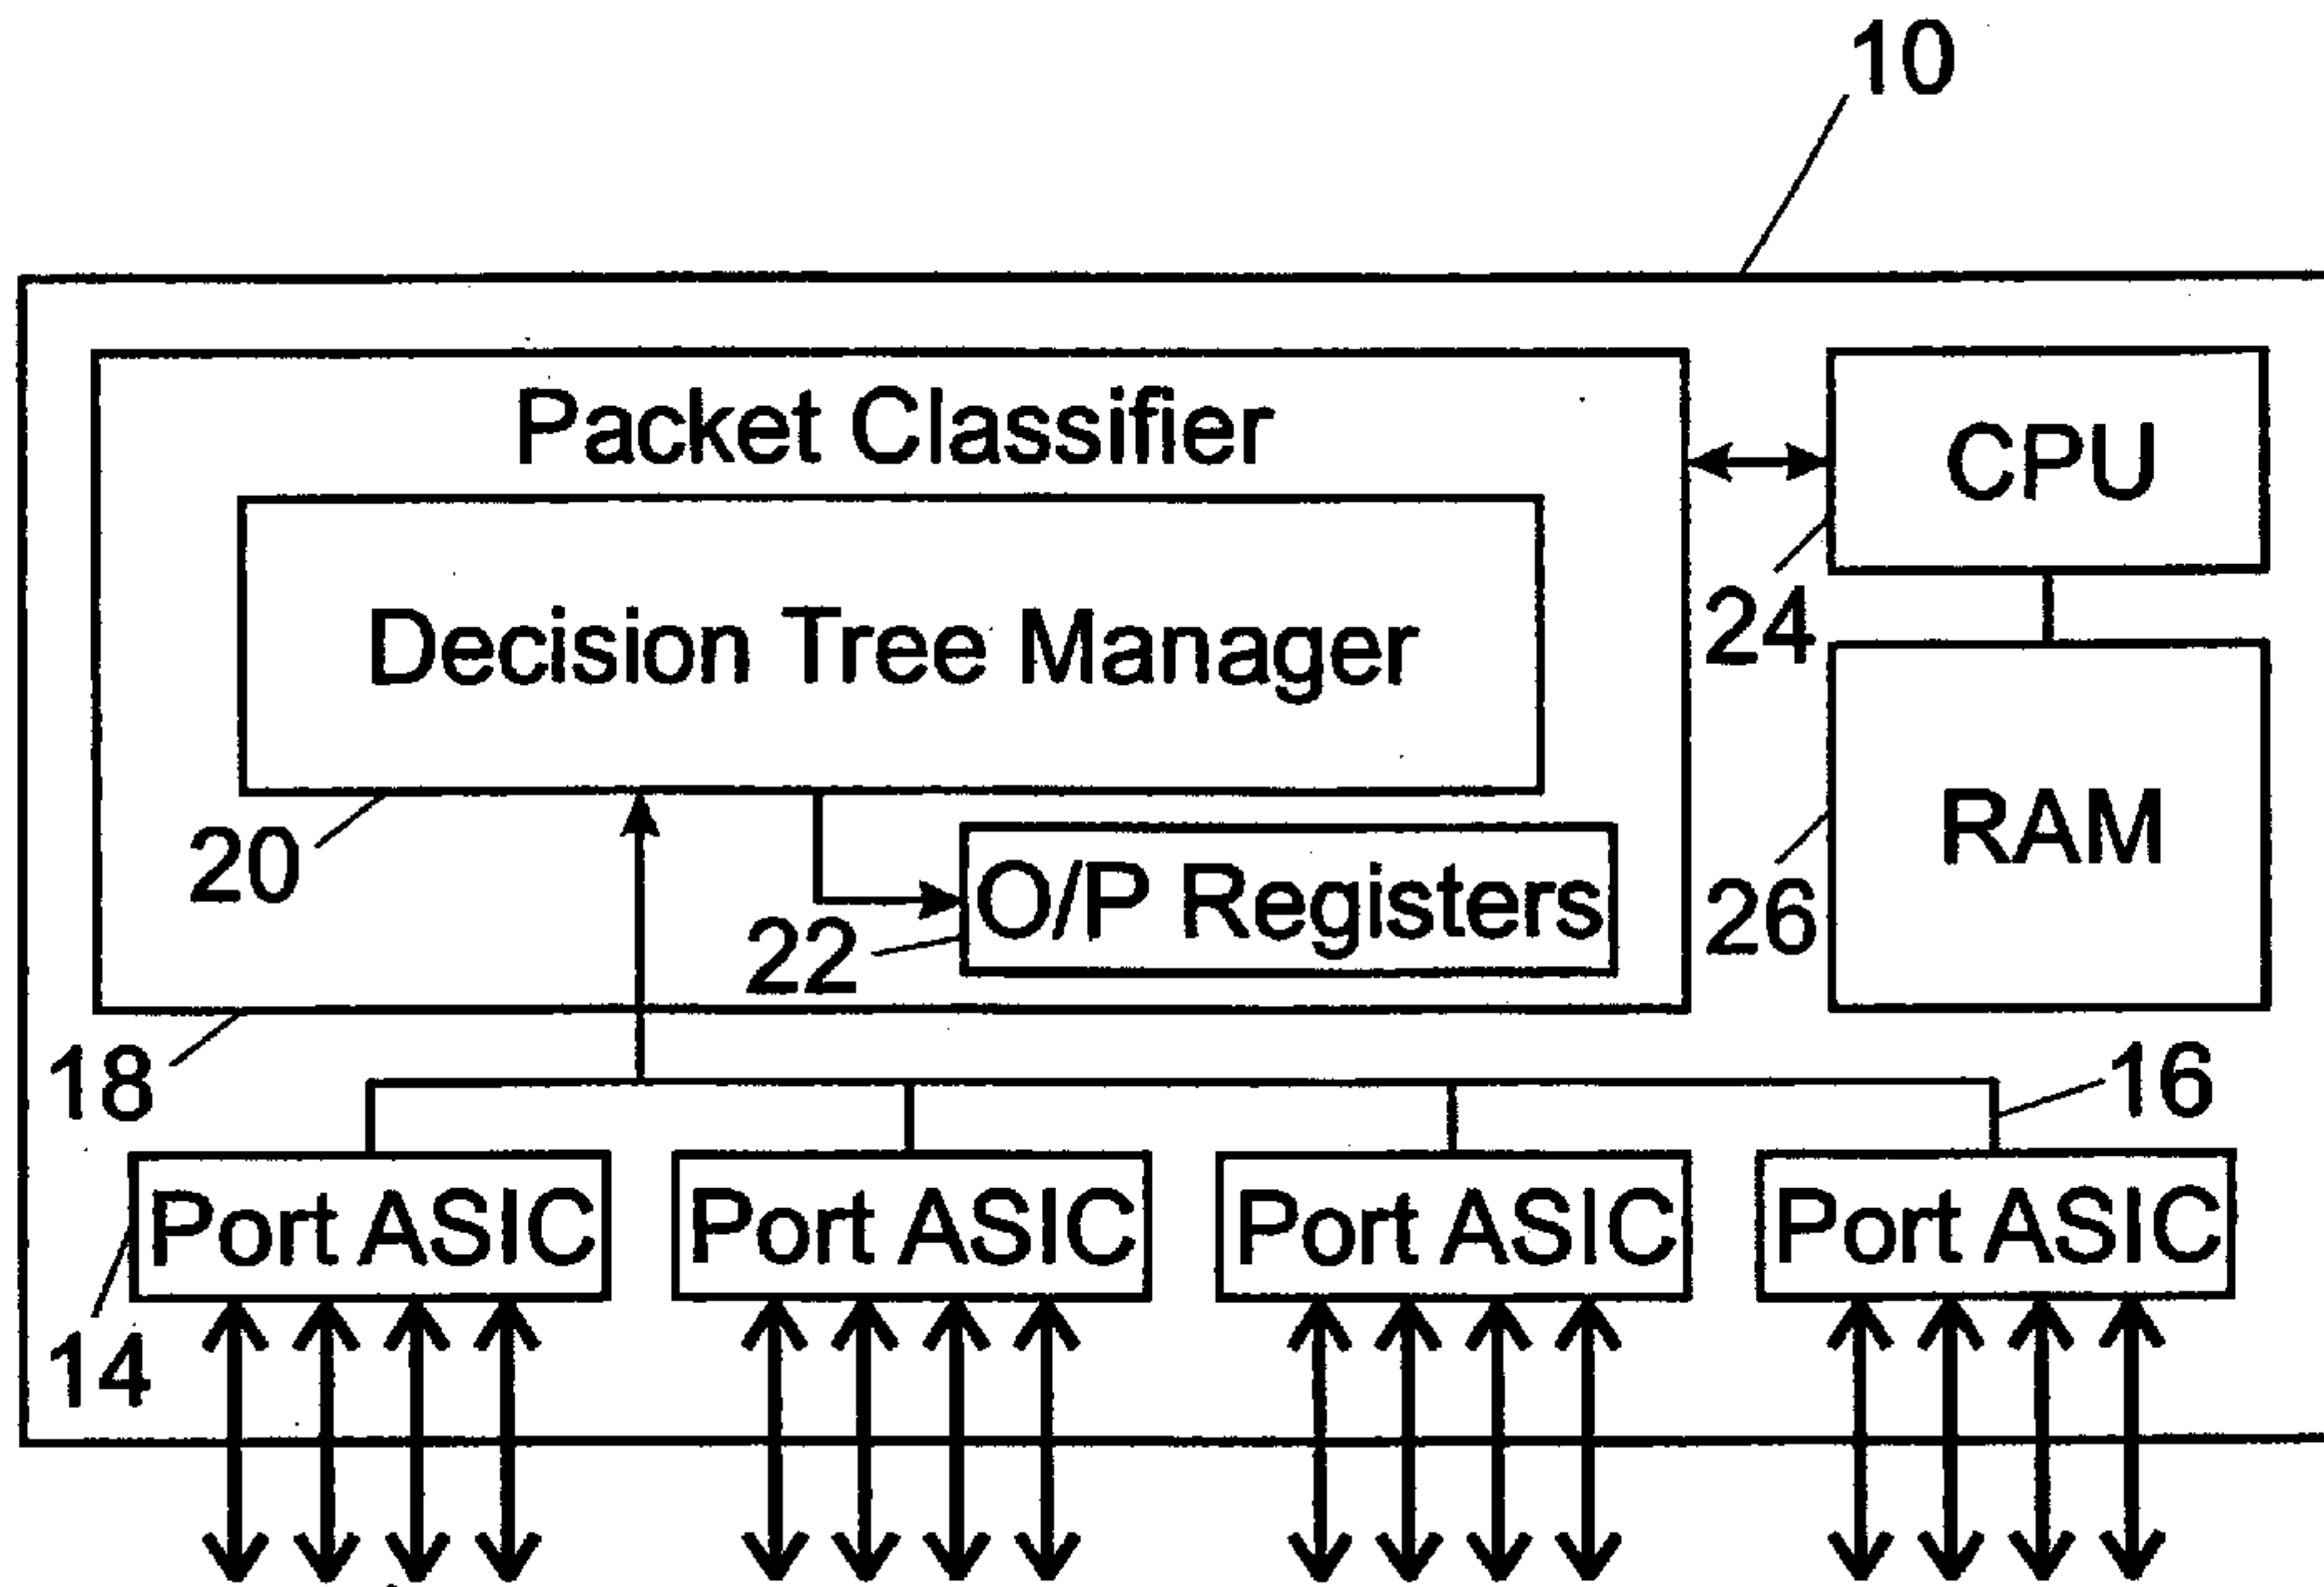 10
Packet Classifier
CPU
Decision Tree Manager
24
20
O/P Registers
RAM
22
26
18
16
Port ASIC Port ASIC Port ASIC Port ASIC
14